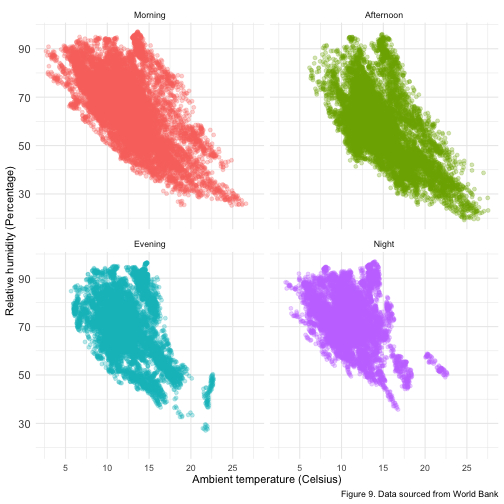 Morning
Afternoon
90
70
50
30
Evening
Night
90
70
50
30
5
10
15
20
25
5
10
15
20
25
Relative humidity (Percentage)
Ambient temperature (Celsius)
Figure 9. Data sourced from World Bank